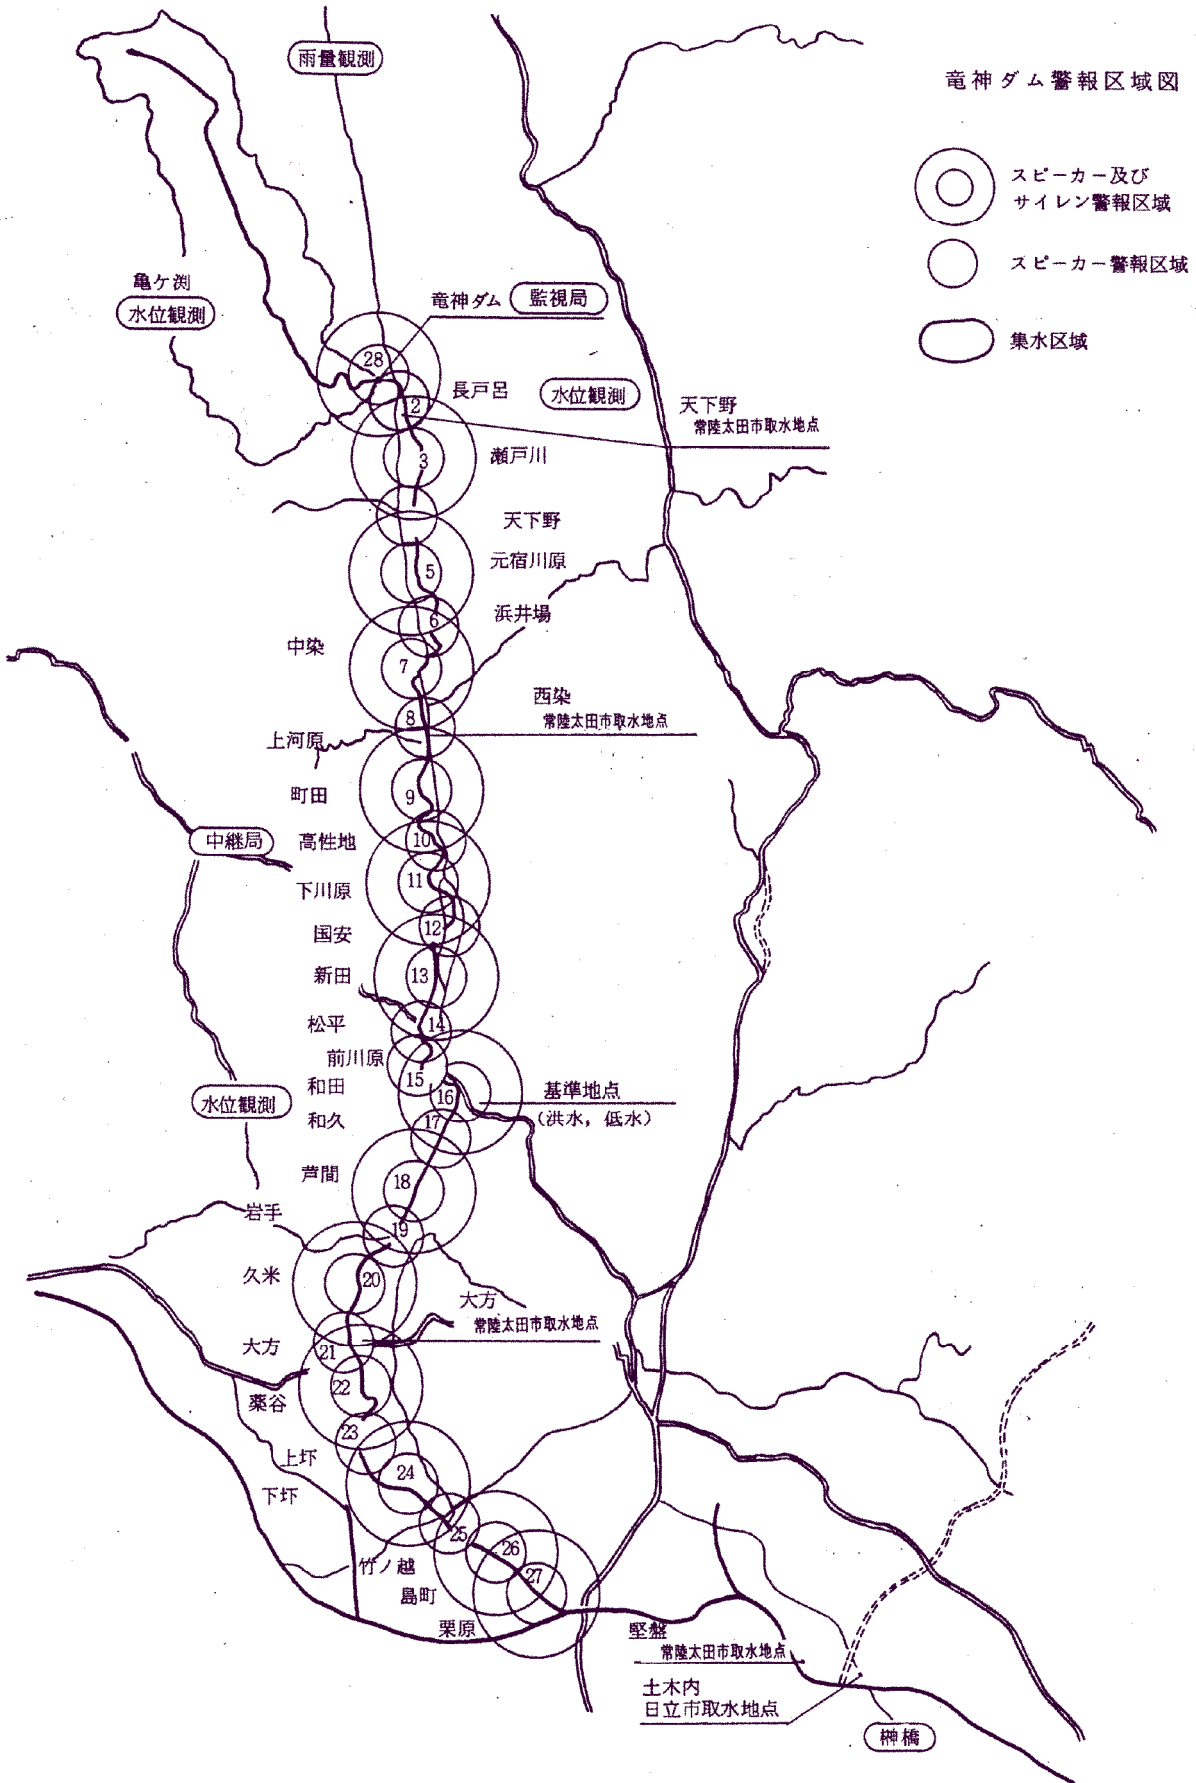 竜神ダム警報区域図
スピーカー及び
サイレン警報区域
スピーカー警報区域
集水区域
雨量観測
亀ケ渕
水位観測
竜神ダム 監視局
28
長戸呂
水位観測
2
天下野
常陸太田市取水地点
3
瀬戸川
天下野
元宿川原
5
浜井場
6
中染
7
西染
常陸太田市取水地点
8
上河原
町田
9
中継局
高性地
10
下川原
11
国安
12
新田
13
松平
14
前川原
15
和田
16
基準地点
(洪水,低水)
水位観測
和久
17
芦間
18
岩手
19
久米
20
大方
常陸太田市取水地点
大方
21
薬谷
22
23
上圷
24
下圷
25
竹ノ越
26
島町
27
栗原
堅盤
常陸太田市取水地点
土木内
日立市取水地点
榊橋